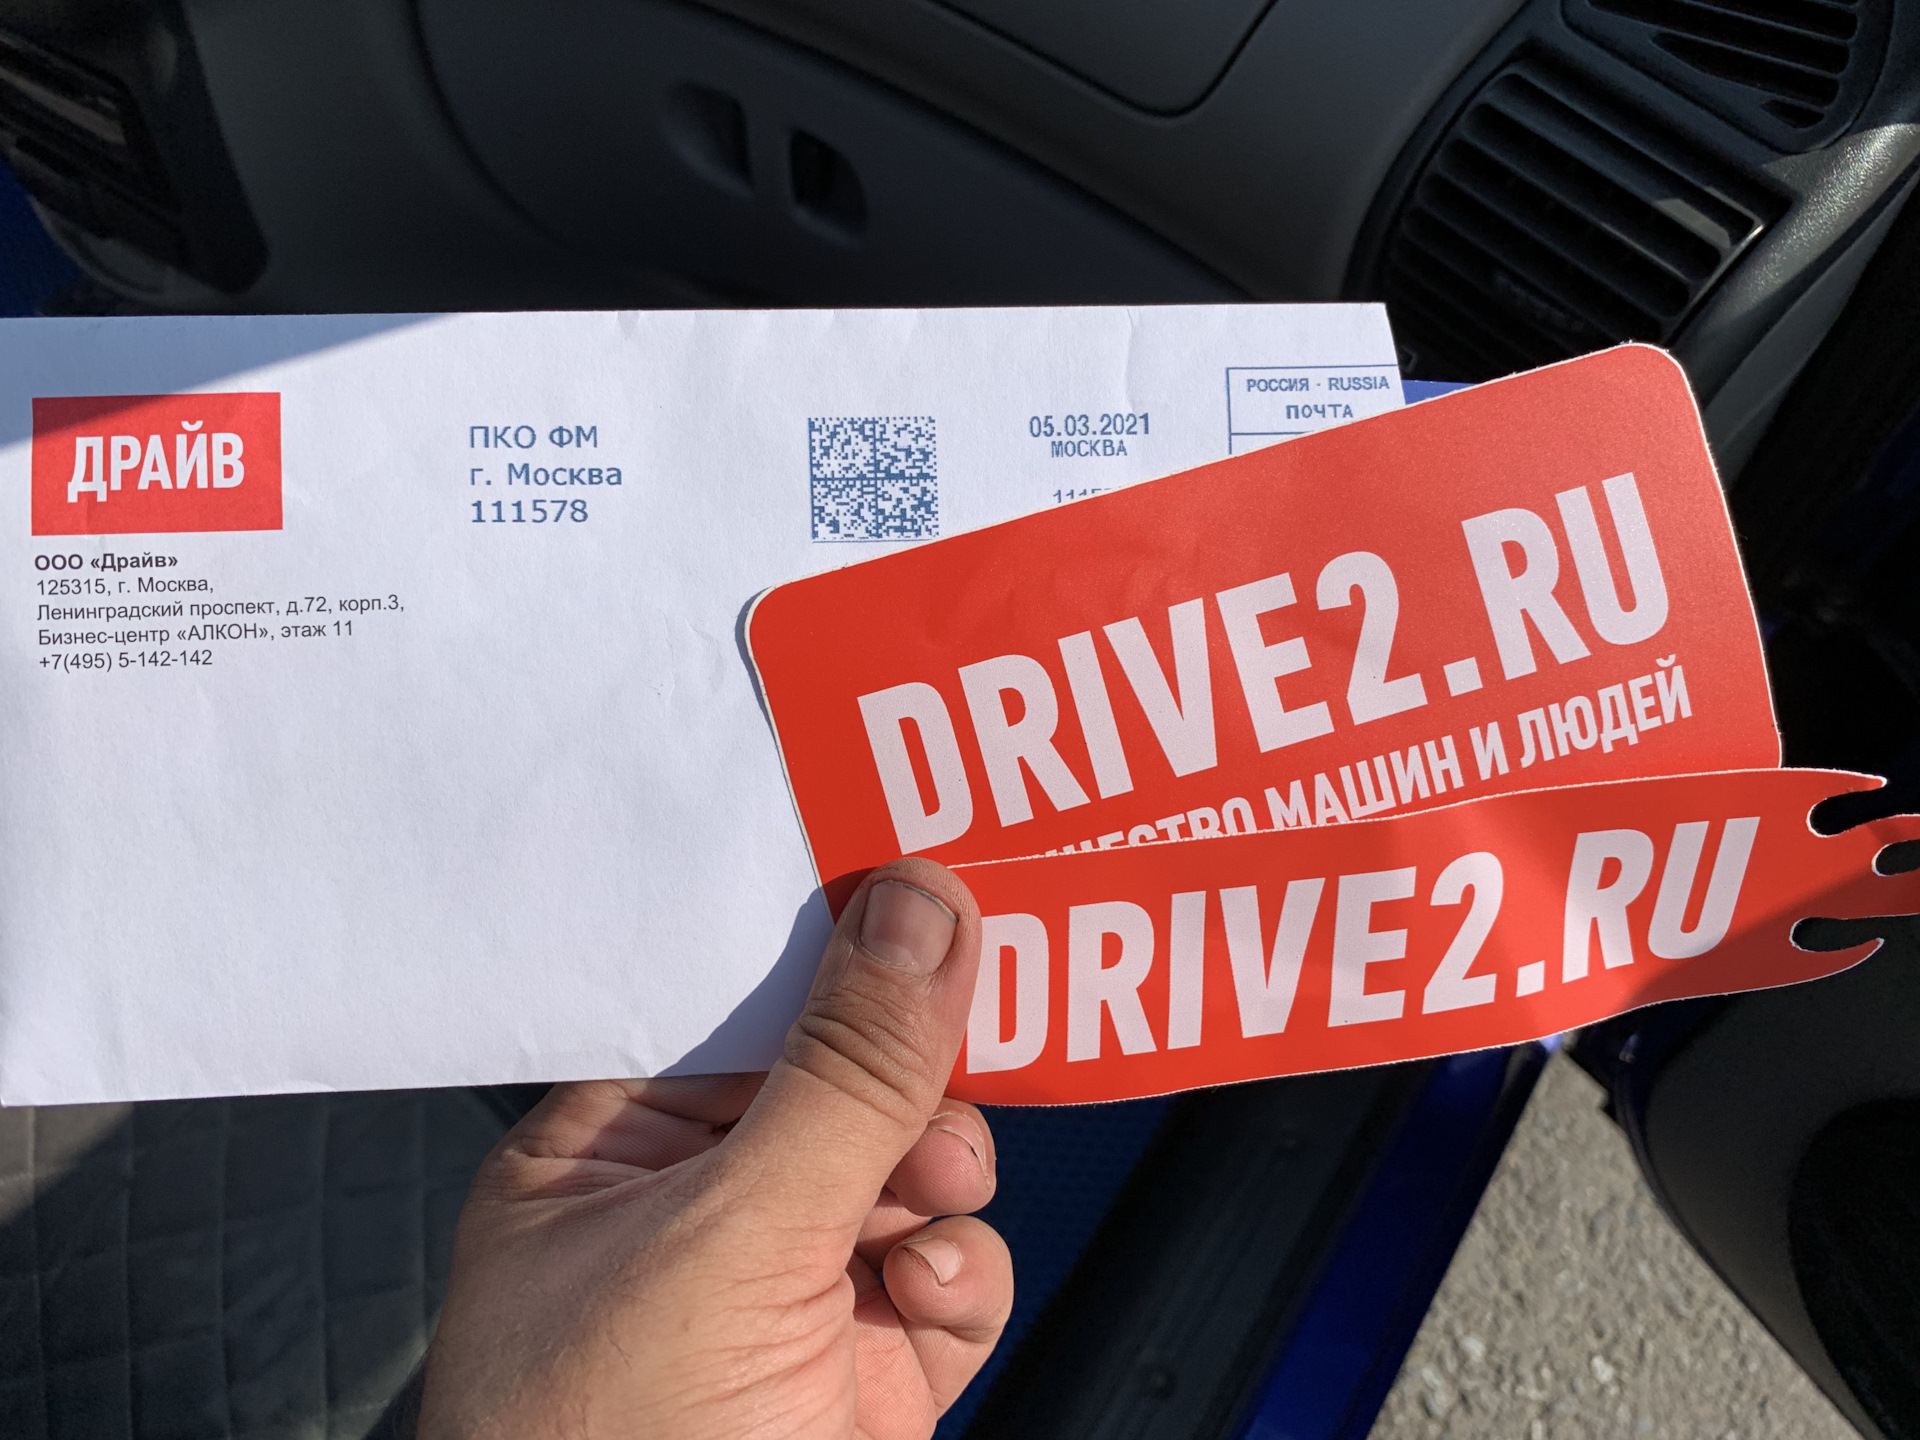 ДРАЙВ
ООО «Драйв»
125315, г. Москва,
Ленинградский проспект, д.72, корп.3,
Бизнес-центр «АЛКОН», этаж 11
+7(495) 5-142-142
ПКО ФМ
г. Москва
111578
05.03.2021
МОСКВА
РОССИЯ · RUSSIA
ПОЧТА
DRIVE2.RU
МАШИН И ЛЮДЕЙ
DRIVE2.RU